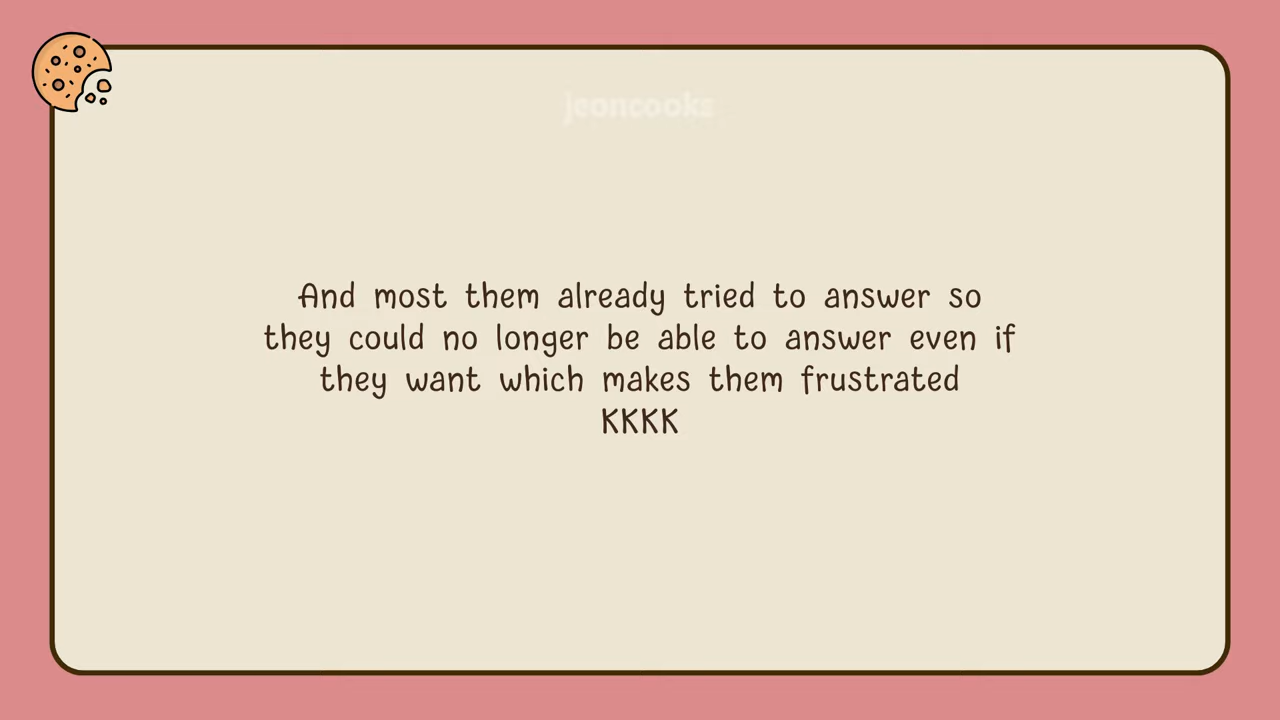 jeoncooks
And most them already tried to answer so
they could no longer be able to answer even if
they want which makes them frustrated
KKKK